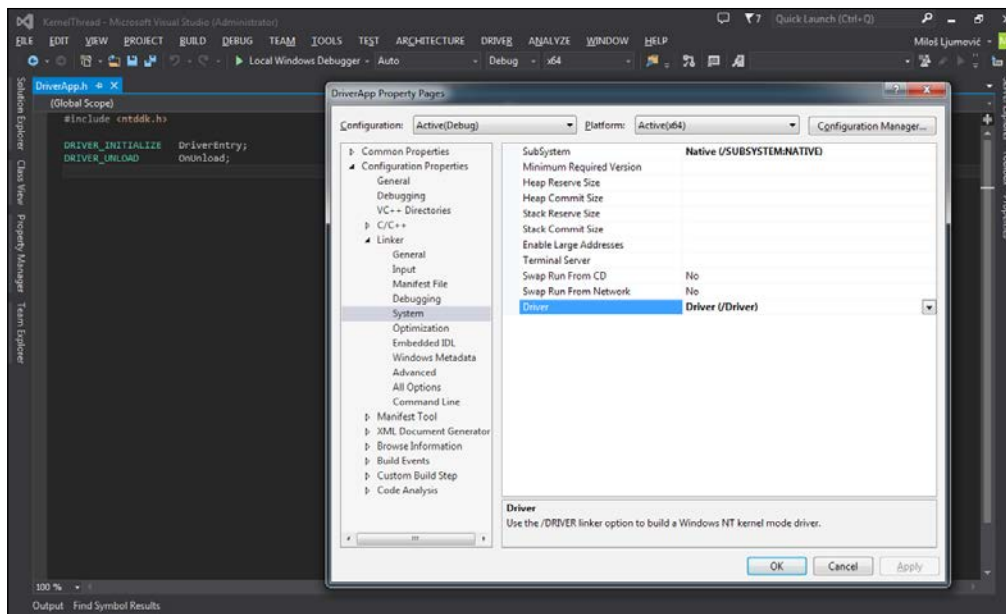 KernelThread - Microsoft Visual Studio (Administrator)
7
Quick Launch (Ctrl+Q)
FILE EDIT VIEW PROJECT BUILD DEBUG TEAM TOOLS TEST ARCHITECTURE DRIVER ANALYZE WINDOW HELP
Miloš Ljumović
Local Windows Debugger Auto Debug x64
Solution Explorer
Class View
Property Manager
Team Explorer
DriverApp.h
(Global Scope)
#include <ntddk.h>
DRIVER_INITIALIZE DriverEntry;
DRIVER_UNLOAD OnUnload;
100 %
Output Find Symbol Results
DriverApp Property Pages
Configuration: Active(Debug) Platform: Active(x64) Configuration Manager...
Common Properties
Configuration Properties
General
Debugging
VC++ Directories
C/C++
Linker
General
Input
Manifest File
Debugging
System
Optimization
Embedded IDL
Windows Metadata
Advanced
All Options
Command Line
Manifest Tool
XML Document Generator
Browse Information
Build Events
Custom Build Step
Code Analysis
SubSystem Native (/SUBSYSTEM:NATIVE)
Minimum Required Version
Heap Reserve Size
Heap Commit Size
Stack Reserve Size
Stack Commit Size
Enable Large Addresses
Terminal Server
Swap Run From CD No
Swap Run From Network No
Driver Driver (/Driver)
Driver
Use the /DRIVER linker option to build a Windows NT kernel mode driver.
OK Cancel Apply